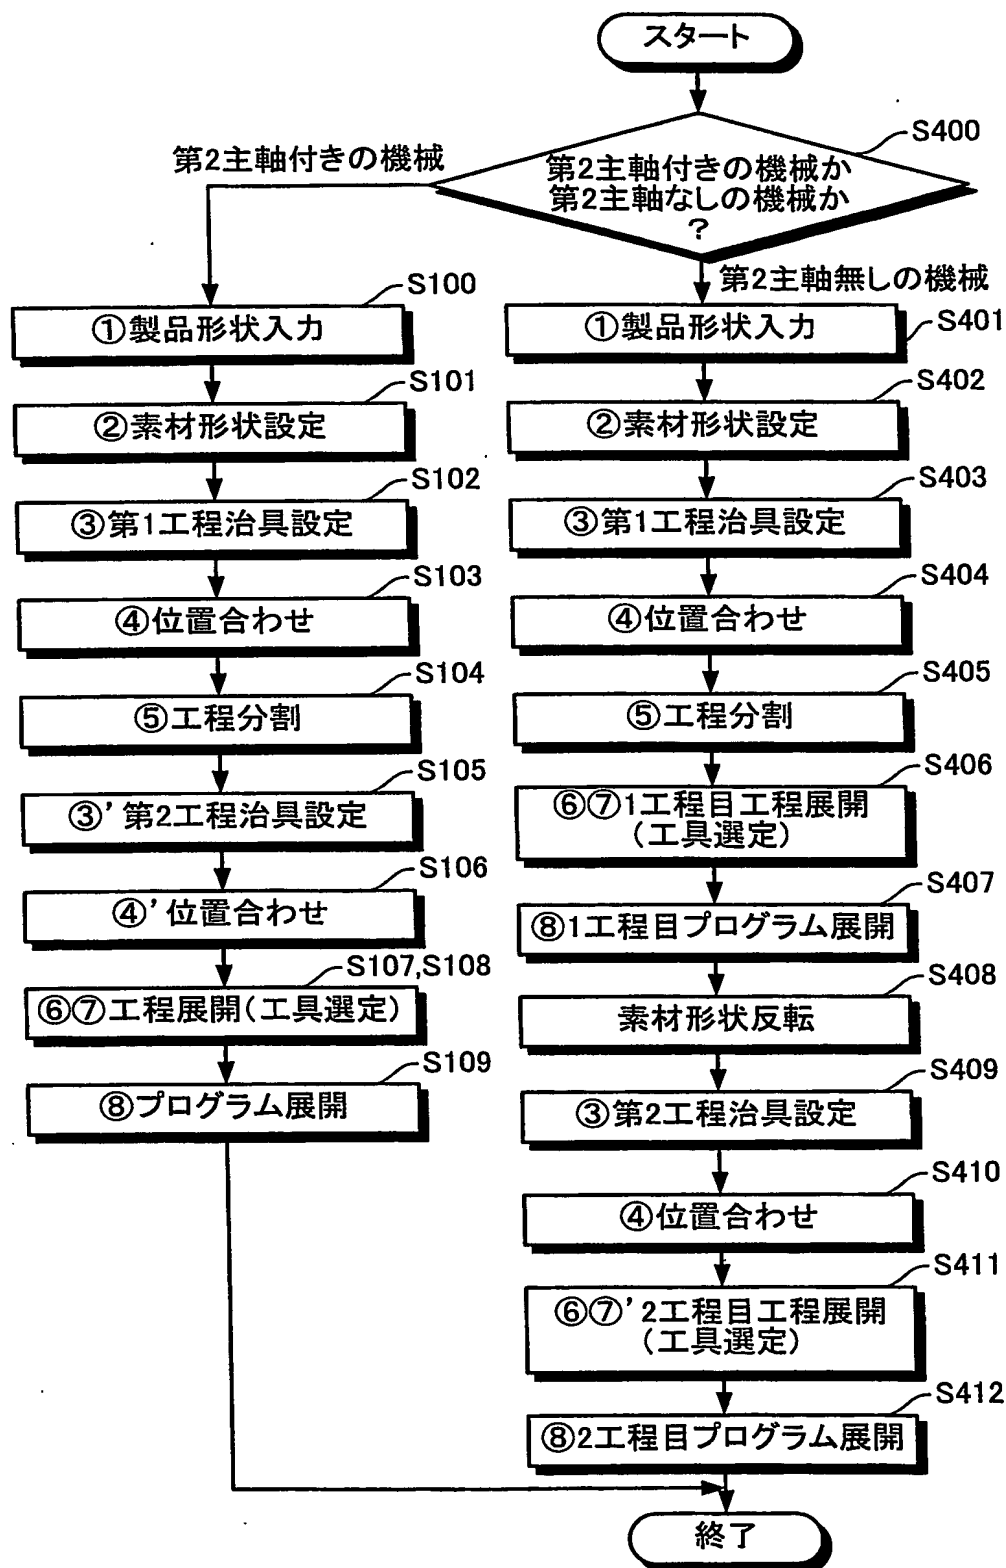 スタート
S400
第2主軸付きの機械か
第2主軸なしの機械か
?
第2主軸付きの機械
第2主軸無しの機械
S100
①製品形状入力
S101
②素材形状設定
S102
③第1工程治具設定
S103
④位置合わせ
S104
⑤工程分割
S105
③’第2工程治具設定
S106
④’位置合わせ
S107,S108
⑥⑦工程展開(工具選定)
S109
⑧プログラム展開
S401
①製品形状入力
S402
②素材形状設定
S403
③第1工程治具設定
S404
④位置合わせ
S405
⑤工程分割
S406
⑥⑦1工程目工程展開
(工具選定)
S407
⑧1工程目プログラム展開
S408
素材形状反転
S409
③第2工程治具設定
S410
④位置合わせ
S411
⑥⑦’2工程目工程展開
(工具選定)
S412
⑧2工程目プログラム展開
終了